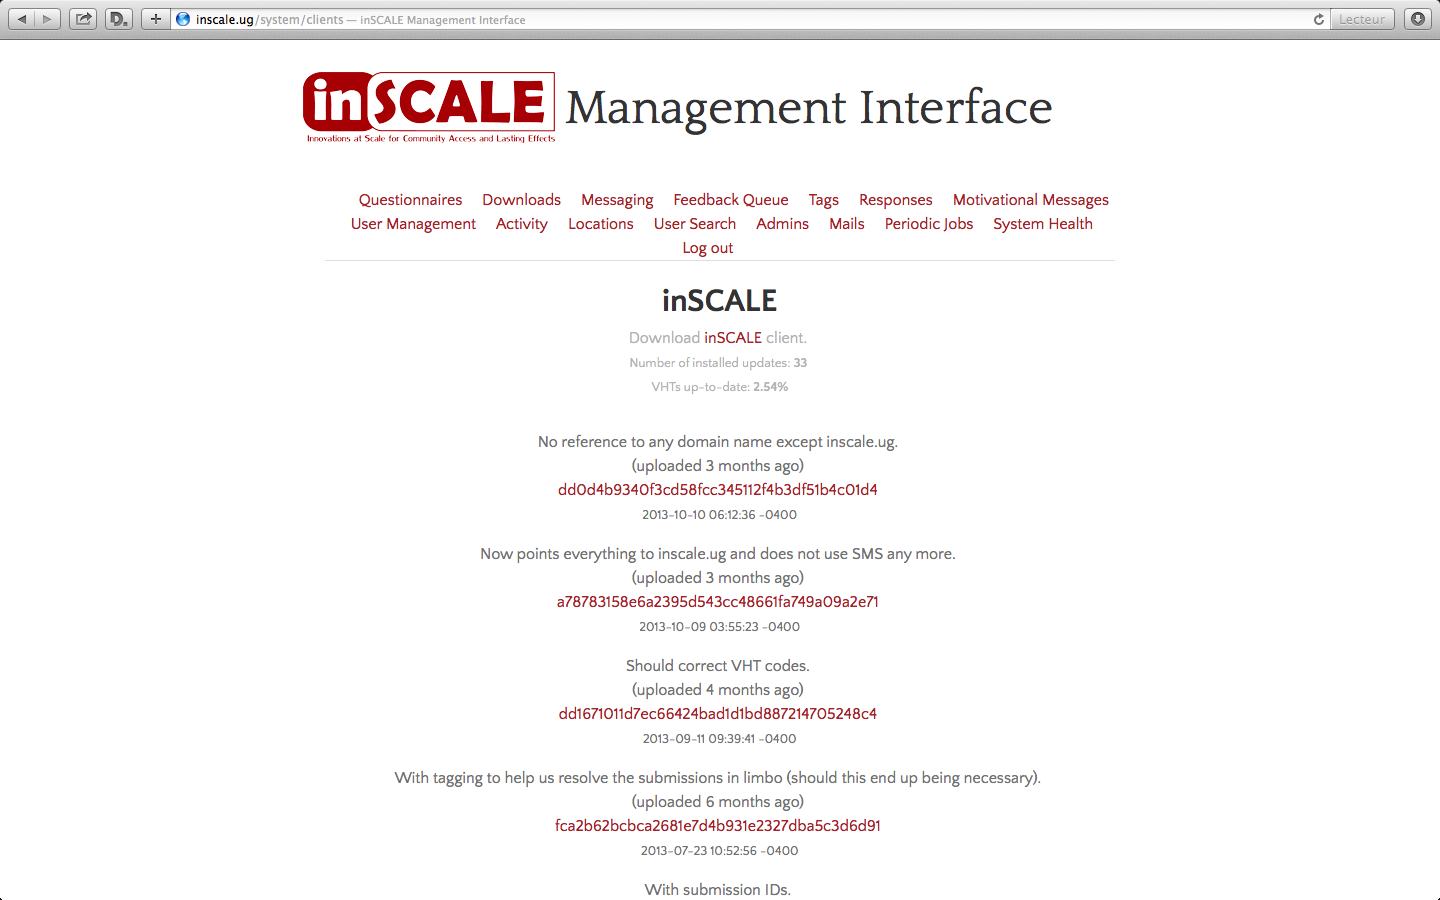 inscale.ug/system/clients — inSCALE Management Interface
Lecteur
D.
inSCALE
Innovations at Scale for Community Access and Lasting Effects
Management Interface
Questionnaires Downloads Messaging Feedback Queue Tags Responses Motivational Messages
User Management Activity Locations User Search Admins Mails Periodic Jobs System Health
Log out
inSCALE
Download inSCALE client.
Number of installed updates: 33
VHTs up-to-date: 2.54%
No reference to any domain name except inscale.ug.
(uploaded 3 months ago)
dd0d4b9340f3cd58fcc345112f4b3df51b4c01d4
2013-10-10 06:12:36 -0400
Now points everything to inscale.ug and does not use SMS any more.
(uploaded 3 months ago)
a78783158e6a2395d543cc48661fa749a09a2e71
2013-10-09 03:55:23 -0400
Should correct VHT codes.
(uploaded 4 months ago)
dd1671011d7ec66424bad1d1bd887214705248c4
2013-09-11 09:39:41 -0400
With tagging to help us resolve the submissions in limbo (should this end up being necessary).
(uploaded 6 months ago)
fca2b62bcbca2681e7d4b931e2327dba5c3d6d91
2013-07-23 10:52:56 -0400
With submission IDs.